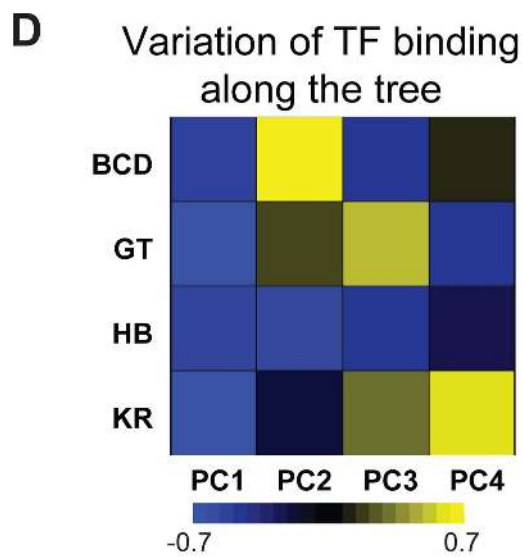 D
Variation of TF binding
along the tree
BCD
GT
HB
KR
PC1 PC2 PC3 PC4
-0.7 0.7